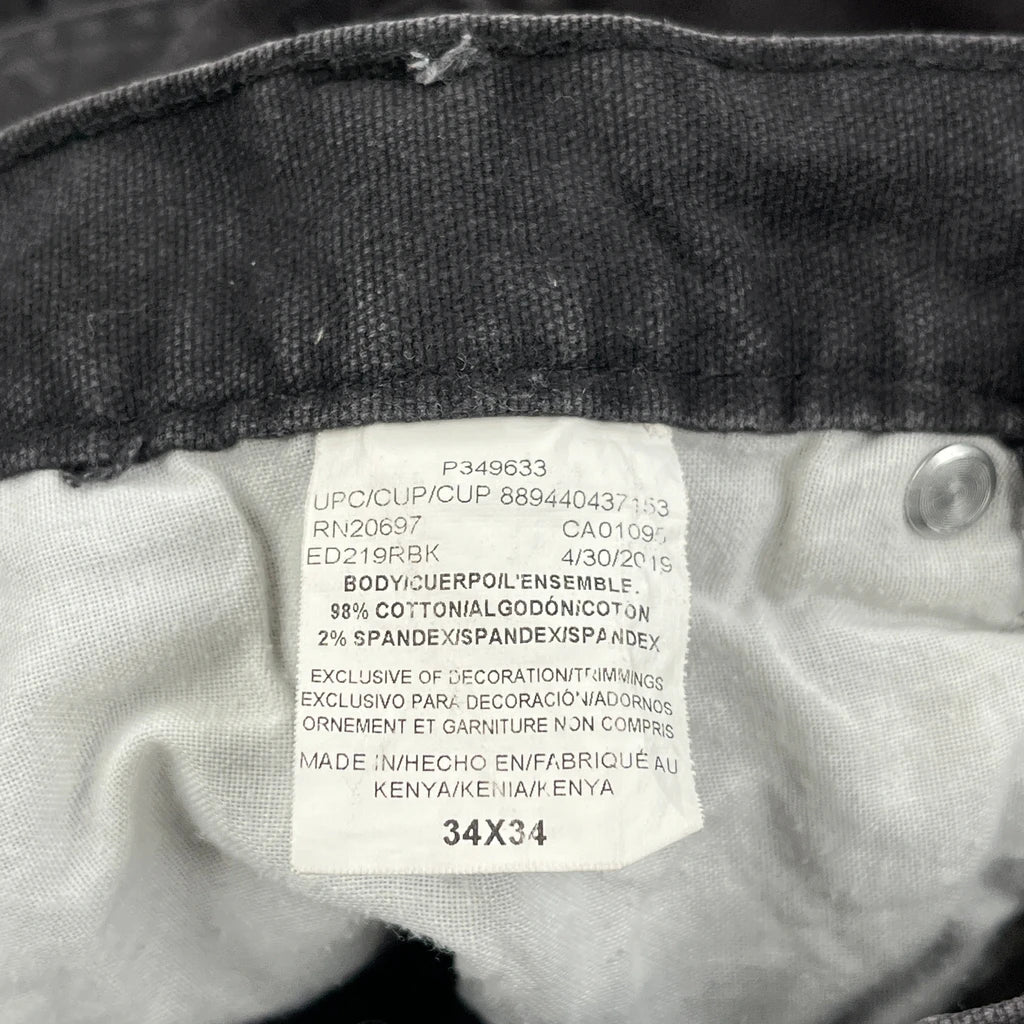 P349633
UPC/CUP/CUP 889440437153
RN20697 CA01095
ED219RBK 4/30/2019
BODY/CUERPO/L'ENSEMBLE.
98% COTTON/ALGODÓN/COTON
2% SPANDEX/SPANDEX/SPANDEX
EXCLUSIVE OF DECORATION/TRIMMINGS
EXCLUSIVO PARA DECORACIÓN/ADORNOS
ORNEMENT ET GARNITURE NON COMPRIS
MADE IN/HECHO EN/FABRIQUÉ AU
KENYA/KENIA/KENYA
34X34